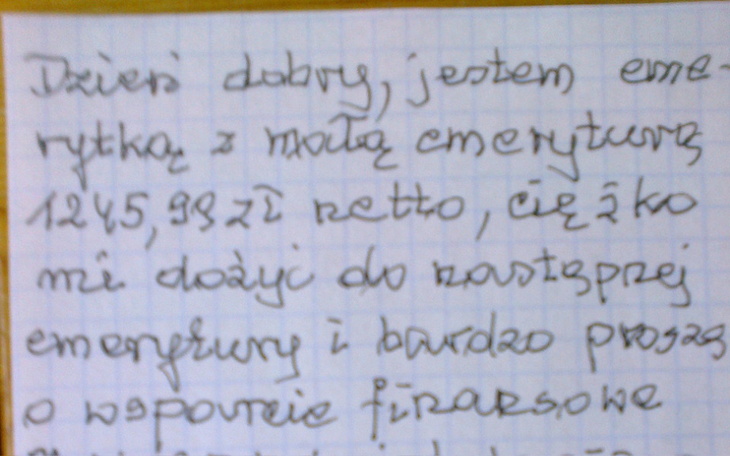 Dzień dobry, jestem eme-
rytką z małą emeryturą
1245,99 zł netto, ciężko
mi dożyć do następnej
emerytury i bardzo proszę
o wsparcie finansowe